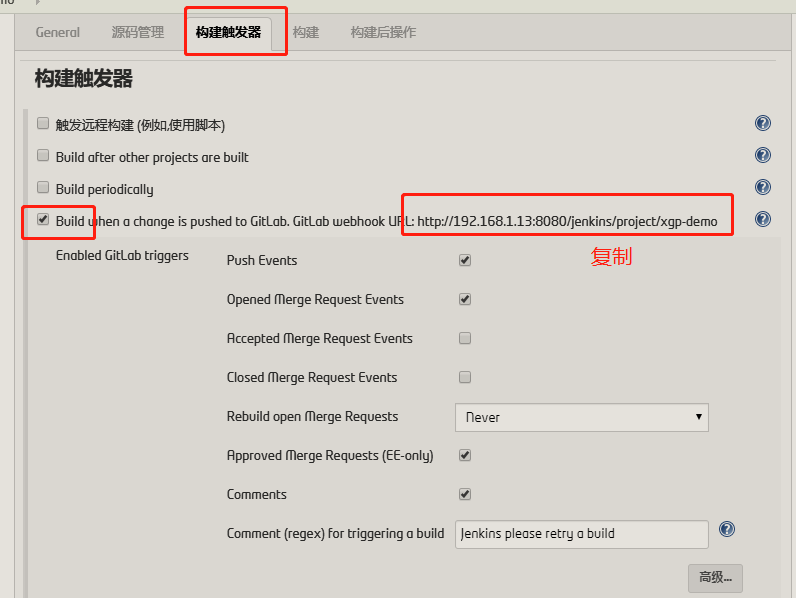 General 源码管理 构建触发器 构建 构建后操作
构建触发器
触发远程构建 (例如,使用脚本)
Build after other projects are built
Build periodically
Build when a change is pushed to GitLab. GitLab webhook URL: http://192.168.1.13:8080/jenkins/project/xgp-demo
复制
Enabled GitLab triggers
Push Events
Opened Merge Request Events
Accepted Merge Request Events
Closed Merge Request Events
Rebuild open Merge Requests Never
Approved Merge Requests (EE-only)
Comments
Comment (regex) for triggering a build Jenkins please retry a build
高级...